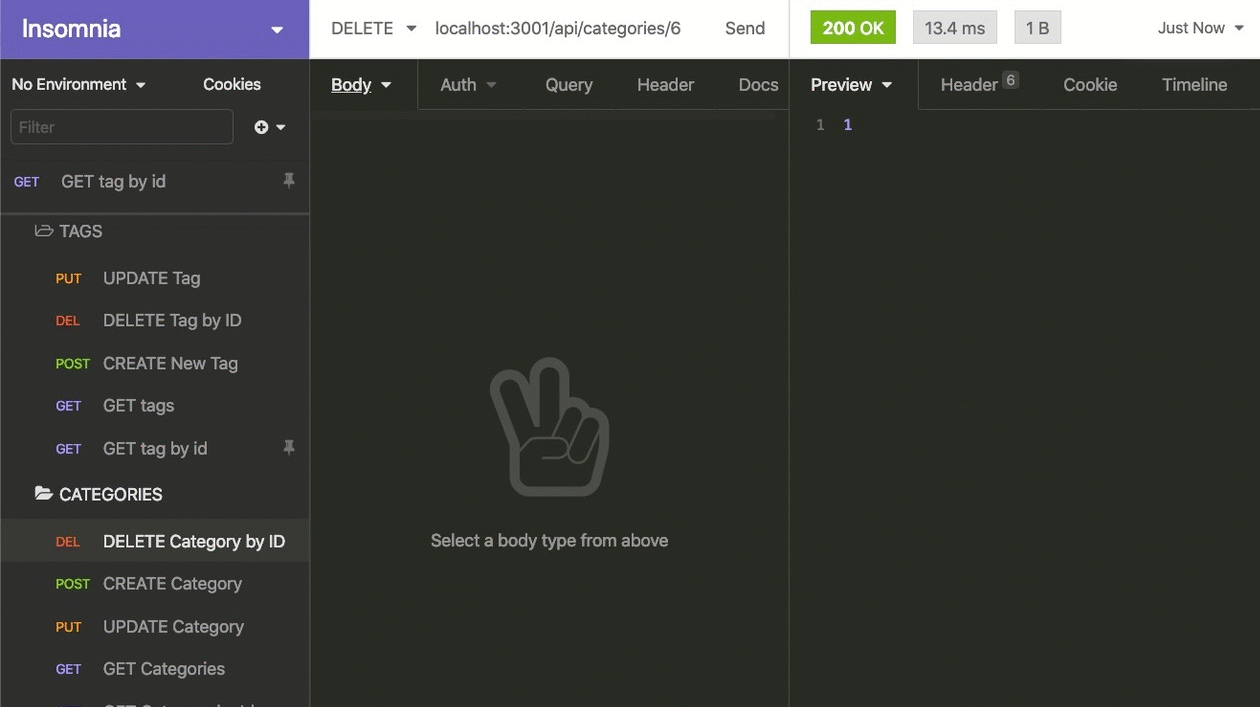 Insomnia
DELETE localhost:3001/api/categories/6 Send
200 OK 13.4 ms 1 B Just Now
No Environment Cookies
Body Auth Query Header Docs
Preview Header 6 Cookie Timeline
Filter
1 1
GET GET tag by id
TAGS
PUT UPDATE Tag
DEL DELETE Tag by ID
POST CREATE New Tag
GET GET tags
GET GET tag by id
CATEGORIES
DEL DELETE Category by ID
POST CREATE Category
PUT UPDATE Category
GET GET Categories
Select a body type from above